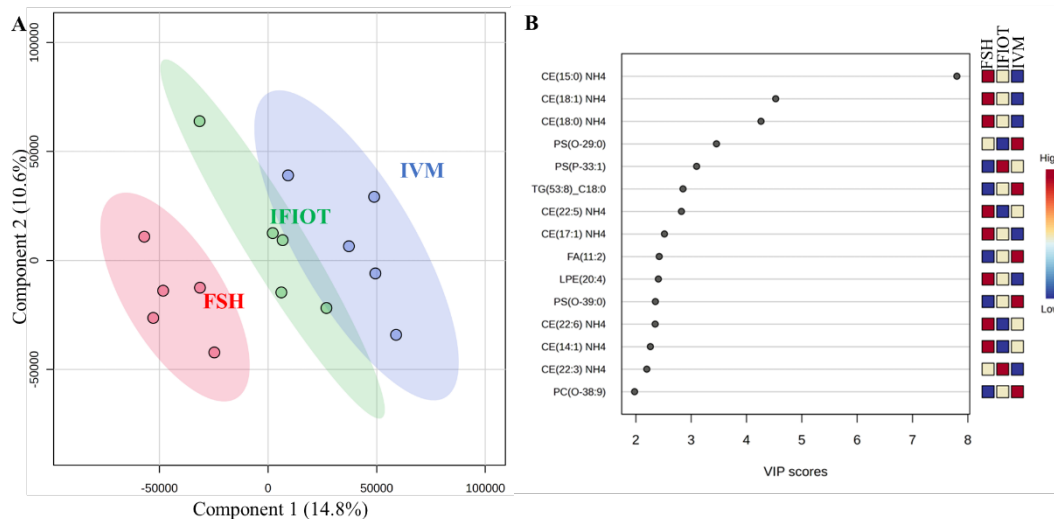 A
100000
50000
0
-50000
Component 2 (10.6%)
IVM
IFIOT
FSH
-50000
0
50000
100000
Component 1 (14.8%)
B
FSH
IFIOT
IVM
CE(15:0) NH4
CE(18:1) NH4
CE(18:0) NH4
PS(O-29:0)
PS(P-33:1)
TG(53:8)_C18:0
CE(22:5) NH4
CE(17:1) NH4
FA(11:2)
LPE(20:4)
PS(O-39:0)
CE(22:6) NH4
CE(14:1) NH4
CE(22:3) NH4
PC(O-38:9)
2 3 4 5 6 7 8
VIP scores
Hig
Low